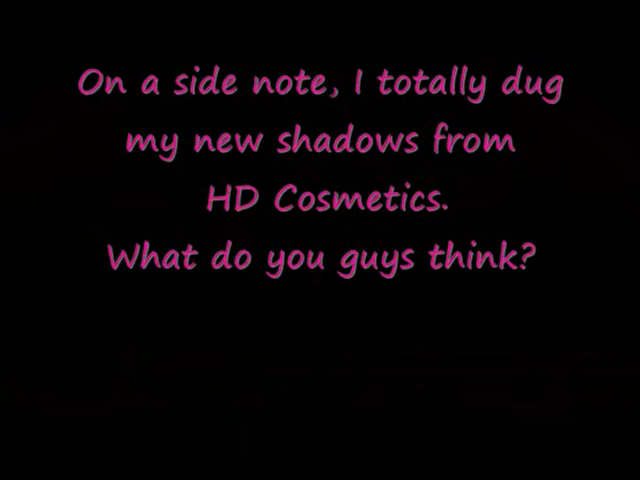 On a side note, I totally dug
my new shadows from
HD Cosmetics.
What do you guys think?